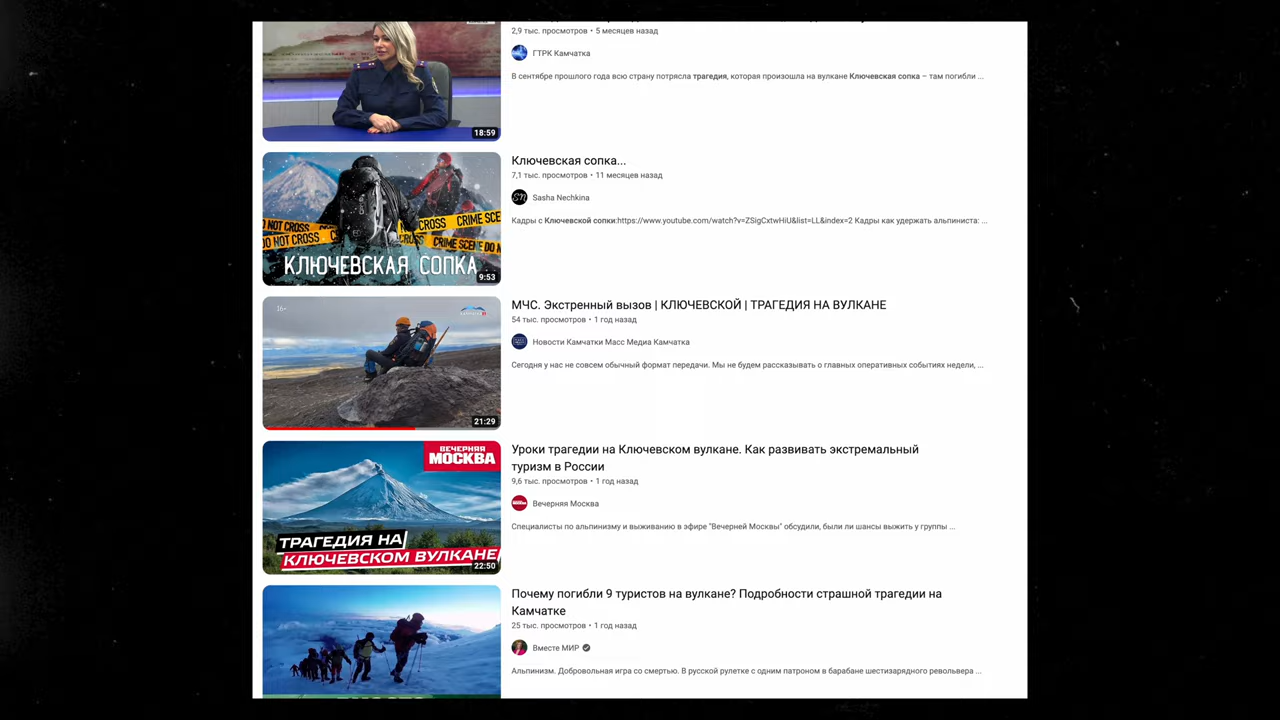 2,9 тыс. просмотров • 5 месяцев назад
ГТРК Камчатка
В сентябре прошлого года всю страну потрясла трагедия, которая произошла на вулкане Ключевская сопка – там погибли ...
18:59
Ключевская сопка...
7,1 тыс. просмотров • 11 месяцев назад
Sasha Nechkina
Кадры с Ключевской сопки:https://www.youtube.com/watch?v=ZSigCxtwHiU&list=LL&index=2 Кадры как удержать альпиниста: ...
NOT CROSS CROSS CRIME SCE
DO NOT CROSS CROSS CRIME SCENE DO N
КЛЮЧЕВСКАЯ СОПКА
9:53
МЧС. Экстренный вызов | КЛЮЧЕВСКОЙ | ТРАГЕДИЯ НА ВУЛКАНЕ
54 тыс. просмотров • 1 год назад
Новости Камчатки Масс Медиа Камчатка
Сегодня у нас не совсем обычный формат передачи. Мы не будем рассказывать о главных оперативных событиях недели, ...
16+
21:29
Уроки трагедии на Ключевском вулкане. Как развивать экстремальный
туризм в России
9,6 тыс. просмотров • 1 год назад
Вечерняя Москва
Специалисты по альпинизму и выживанию в эфире "Вечерней Москвы" обсудили, были ли шансы выжить у группы ...
ВЕЧЕРНЯЯ
МОСКВА
ТРАГЕДИЯ НА
КЛЮЧЕВСКОМ ВУЛКАНЕ
22:50
Почему погибли 9 туристов на вулкане? Подробности страшной трагедии на
Камчатке
25 тыс. просмотров • 1 год назад
Вместе МИР
Альпинизм. Добровольная игра со смертью. В русской рулетке с одним патроном в барабане шестизарядного револьвера ...